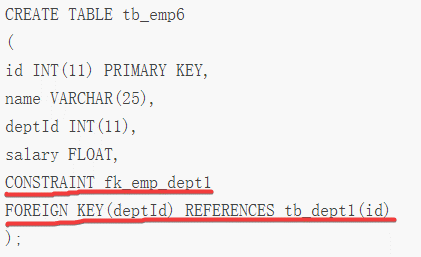 CREATE TABLE tb_emp6
(
id INT(11) PRIMARY KEY,
name VARCHAR(25),
deptId INT(11),
salary FLOAT,
CONSTRAINT fk_emp_dept1
FOREIGN KEY(deptId) REFERENCES tb_dept1(id)
);